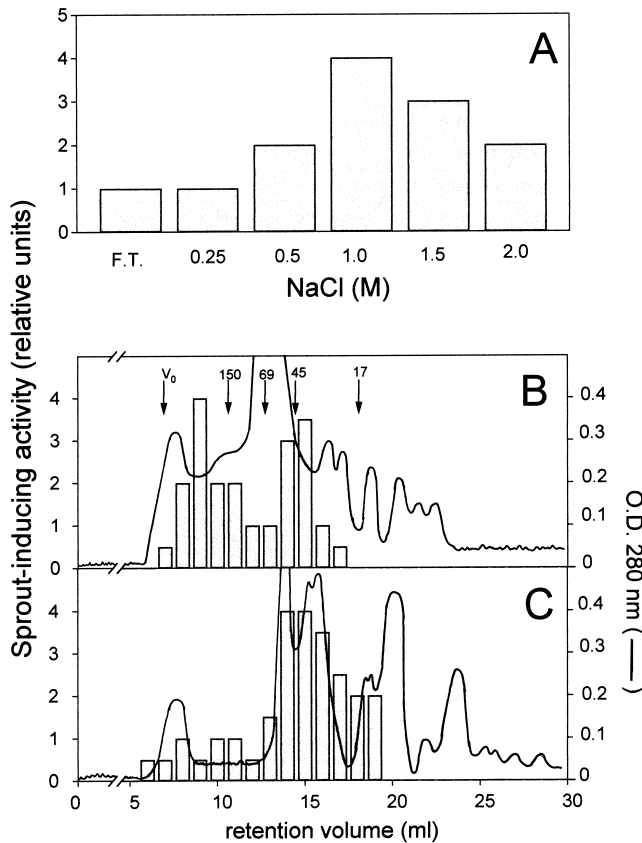 A
5
4
3
2
1
0
F.T. 0.25 0.5 1.0 1.5 2.0
NaCl (M)
Sprout-inducing activity (relative units)
B
V0 150 69 45 17
4
3
2
1
0
0.4
0.3
0.2
0.1
0
O.D. 280 nm (—)
C
4
3
2
1
0
0.4
0.3
0.2
0.1
0
0 5 10 15 20 25 30
retention volume (ml)